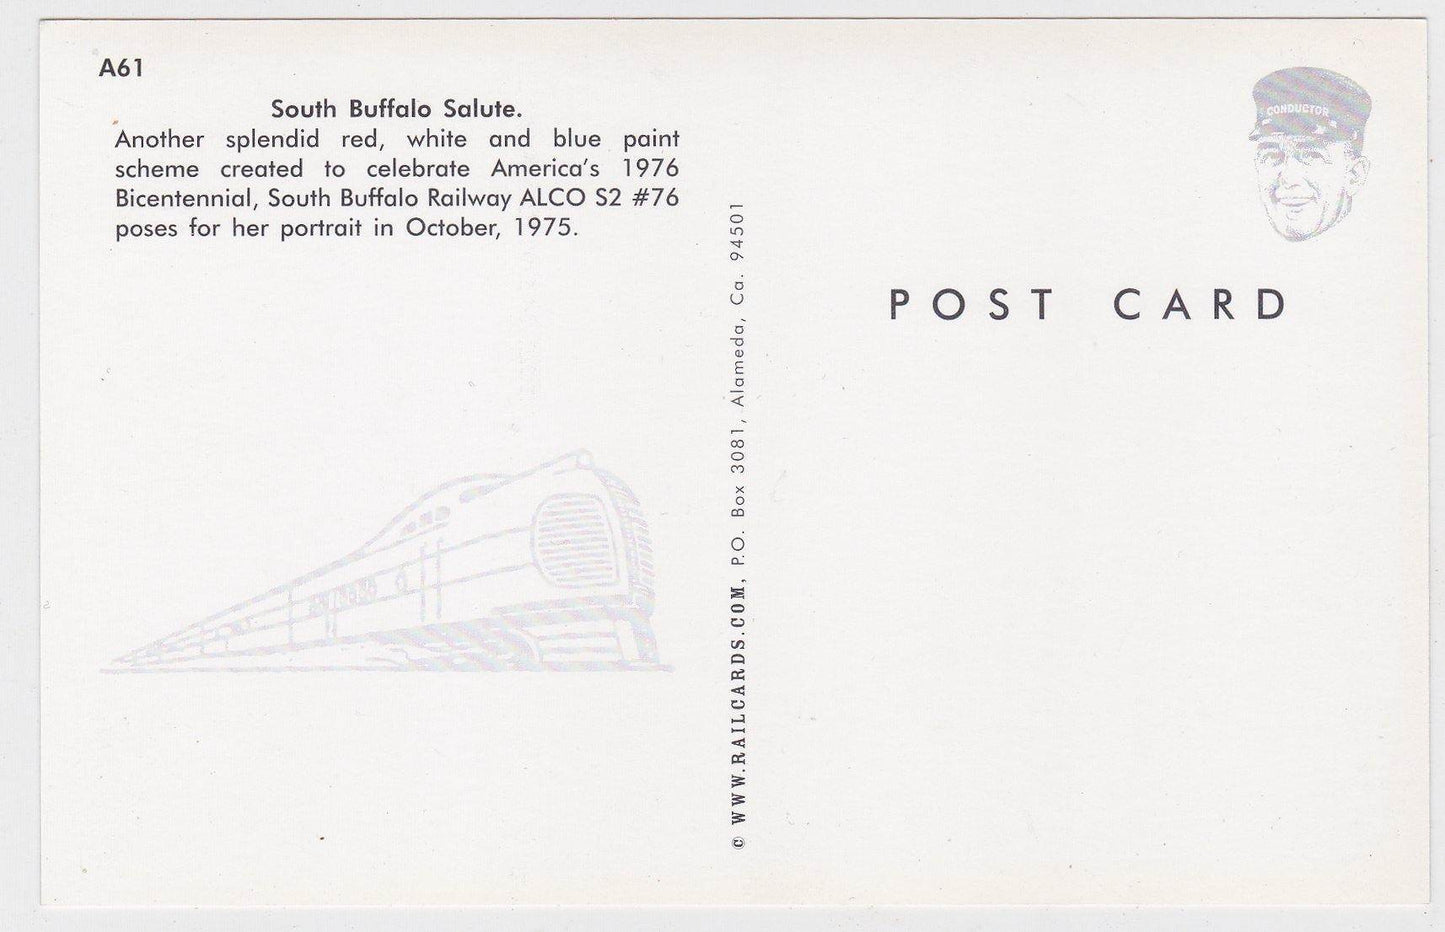 A61
South Buffalo Salute.
Another splendid red, white and blue paint
scheme created to celebrate America's 1976
Bicentennial, South Buffalo Railway ALCO S2 #76
poses for her portrait in October, 1975.
© WWW.RAILCARDS.COM, P.O. Box 3081, Alameda, Ca. 94501
CONDUCTOR
POST CARD